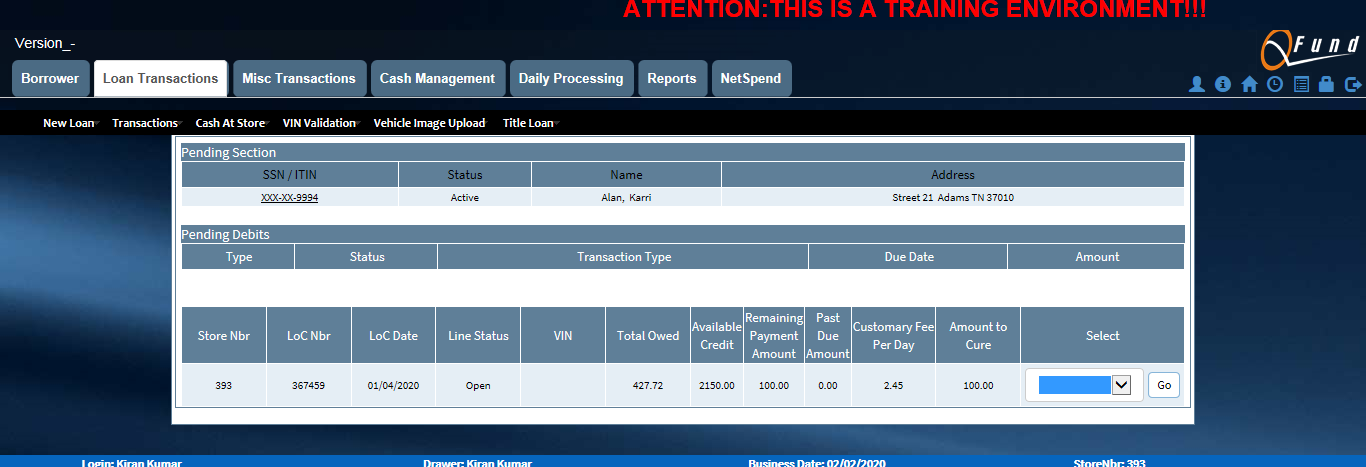 ATTENTION:THIS IS A TRAINING ENVIRONMENT!!!
Version_-
QFund
Borrower Loan Transactions Misc Transactions Cash Management Daily Processing Reports NetSpend
New Loan Transactions Cash At Store VIN Validation Vehicle Image Upload Title Loan
Pending Section
SSN / ITIN Status Name Address
XXX-XX-9994 Active Alan, Karri Street 21 Adams TN 37010
Pending Debits
Type Status Transaction Type Due Date Amount
Store Nbr LoC Nbr LoC Date Line Status VIN Total Owed Available Credit Remaining Payment Amount Past Due Amount Customary Fee Per Day Amount to Cure Select
393 367459 01/04/2020 Open 427.72 2150.00 100.00 0.00 2.45 100.00 Go
Login: Kiran Kumar Drawer: Kiran Kumar Business Date: 02/02/2020 StoreNbr: 393